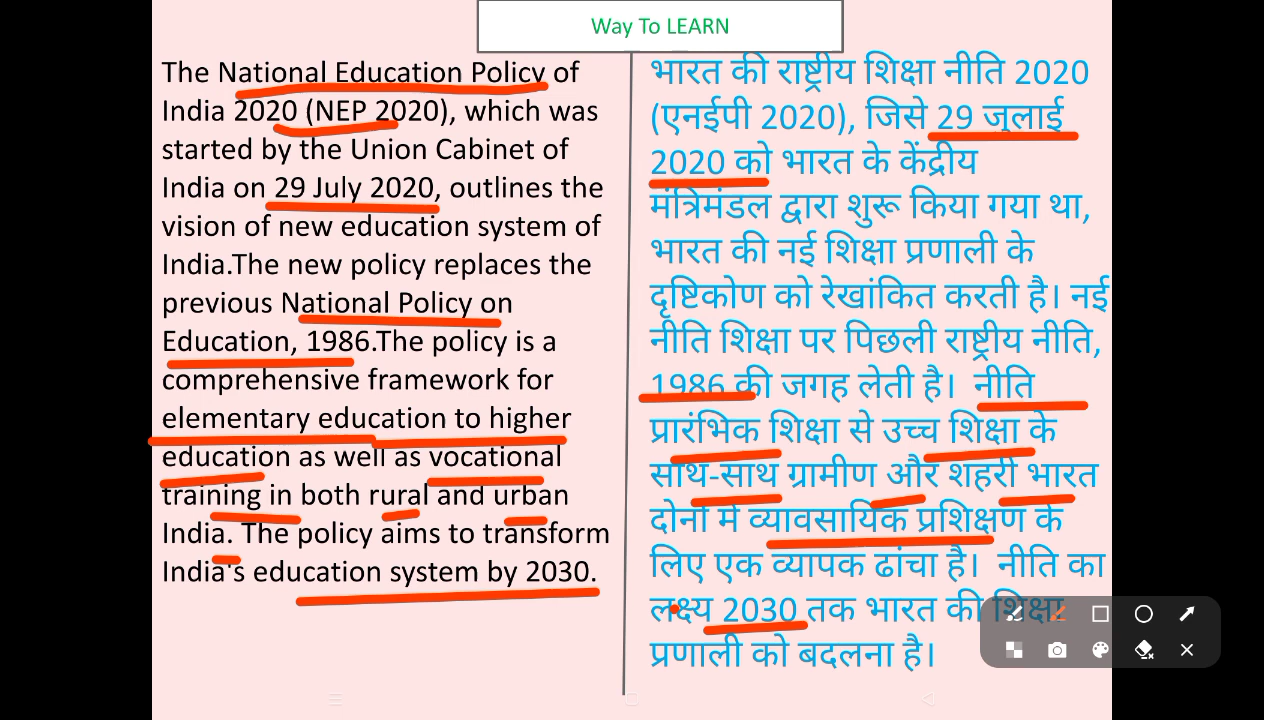 Way To LEARN
The National Education Policy of
India 2020 (NEP 2020), which was
started by the Union Cabinet of
India on 29 July 2020, outlines the
vision of new education system of
India.The new policy replaces the
previous National Policy on
Education, 1986.The policy is a
comprehensive framework for
elementary education to higher
education as well as vocational
training in both rural and urban
India. The policy aims to transform
India's education system by 2030.
भारत की राष्ट्रीय शिक्षा नीति 2020
(एनईपी 2020), जिसे 29 जुलाई
2020 को भारत के केंद्रीय
मंत्रिमंडल द्वारा शुरू किया गया था,
भारत की नई शिक्षा प्रणाली के
दृष्टिकोण को रेखांकित करती है। नई
नीति शिक्षा पर पिछली राष्ट्रीय नीति,
1986 की जगह लेती है। नीति
प्रारंभिक शिक्षा से उच्च शिक्षा के
साथ-साथ ग्रामीण और शहरी भारत
दोनों में व्यावसायिक प्रशिक्षण के
लिए एक व्यापक ढांचा है। नीति का
लक्ष्य 2030 तक भारत की शिक्षा
प्रणाली को बदलना है।